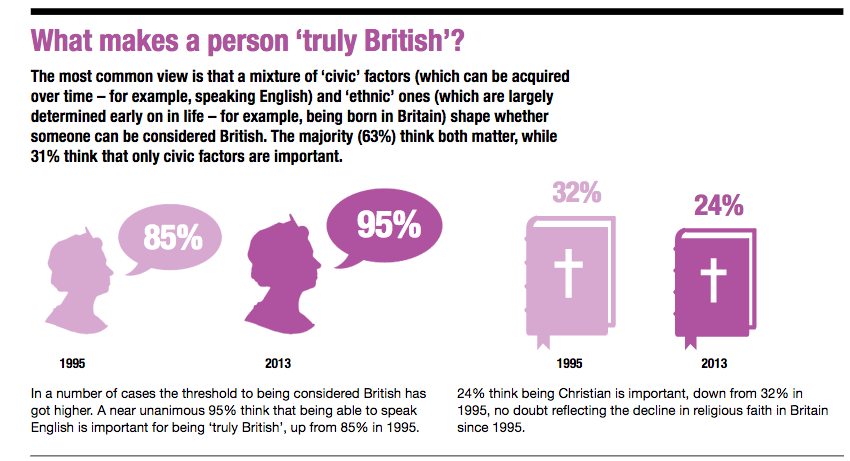 What makes a person ‘truly British’?
The most common view is that a mixture of ‘civic’ factors (which can be acquired
over time – for example, speaking English) and ‘ethnic’ ones (which are largely
determined early on in life – for example, being born in Britain) shape whether
someone can be considered British. The majority (63%) think both matter, while
31% think that only civic factors are important.
85%
95%
1995
2013
In a number of cases the threshold to being considered British has
got higher. A near unanimous 95% think that being able to speak
English is important for being ‘truly British’, up from 85% in 1995.
32%
24%
1995
2013
24% think being Christian is important, down from 32% in
1995, no doubt reflecting the decline in religious faith in Britain
since 1995.